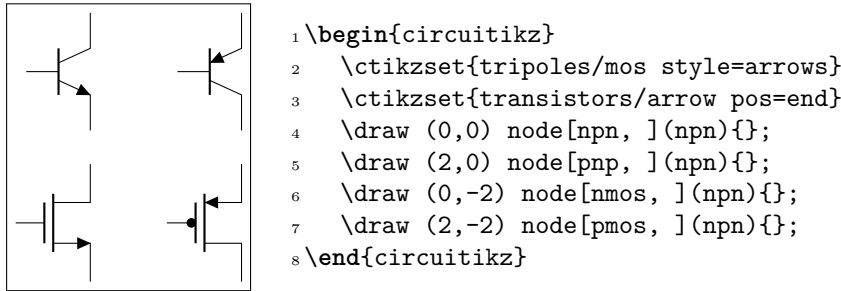 1 \begin{circuitikz}
2 \ctikzset{tripoles/mos style=arrows}
3 \ctikzset{transistors/arrow pos=end}
4 \draw (0,0) node[npn, ](npn){};
5 \draw (2,0) node[pnp, ](npn){};
6 \draw (0,-2) node[nmos, ](npn){};
7 \draw (2,-2) node[pmos, ](npn){};
8 \end{circuitikz}